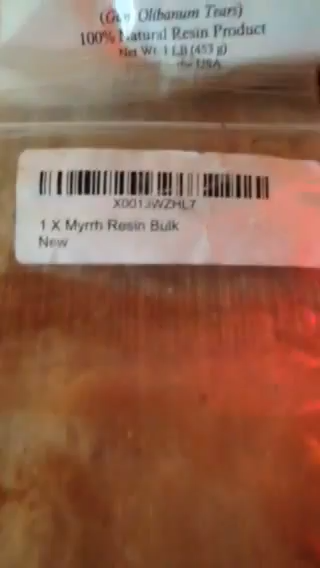 (Gum Olibanum Tears)
100% Natural Resin Product
Net Wt. 1 LB (453 g)
the USA
X001JWZHL7
1 X Myrrh Resin Bulk
New